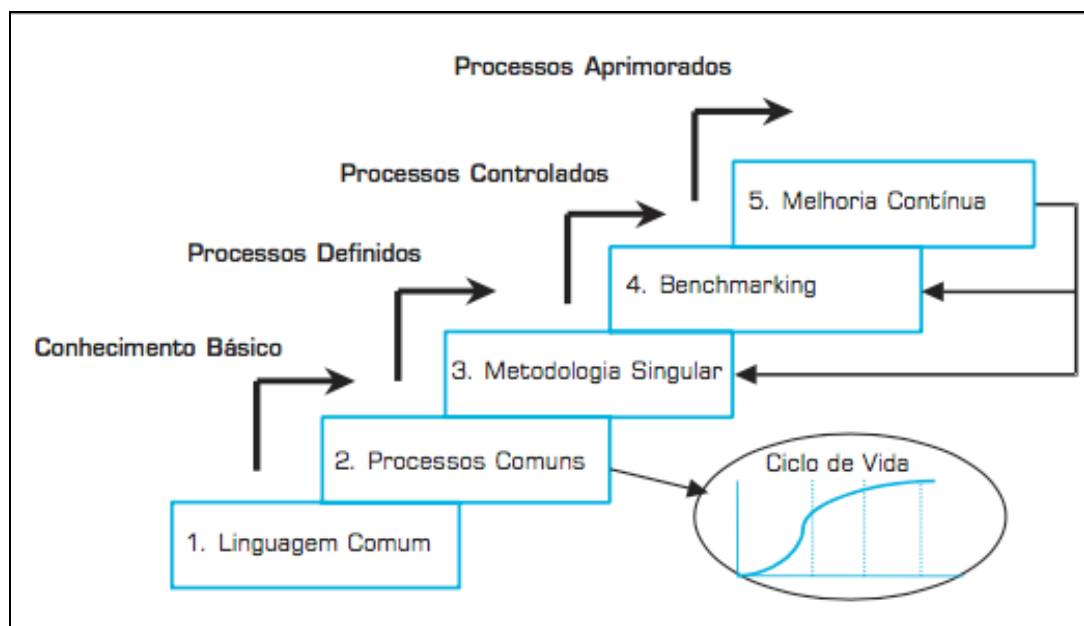 Processos Aprimorados
Processos Controlados
5. Melhoria Contínua
Processos Definidos
4. Benchmarking
Conhecimento Básico
3. Metodologia Singular
2. Processos Comuns
Ciclo de Vida
1. Linguagem Comum